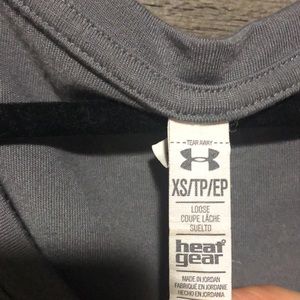 TEAR AWAY
XS/TP/EP
LOOSE
COUPE LÂCHE
SUELTO
heat
gear
MADE IN JORDAN
FABRIQUÉ EN JORDANIE
HECHO EN JORDANIA